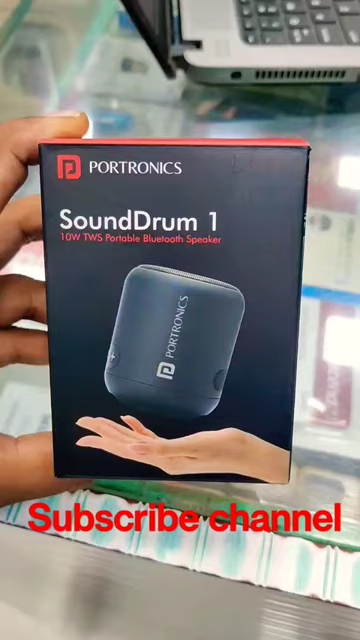 PORTRONICS
SoundDrum 1
10W TWS Portable Bluetooth Speaker
PORTRONICS
Subscribe channel